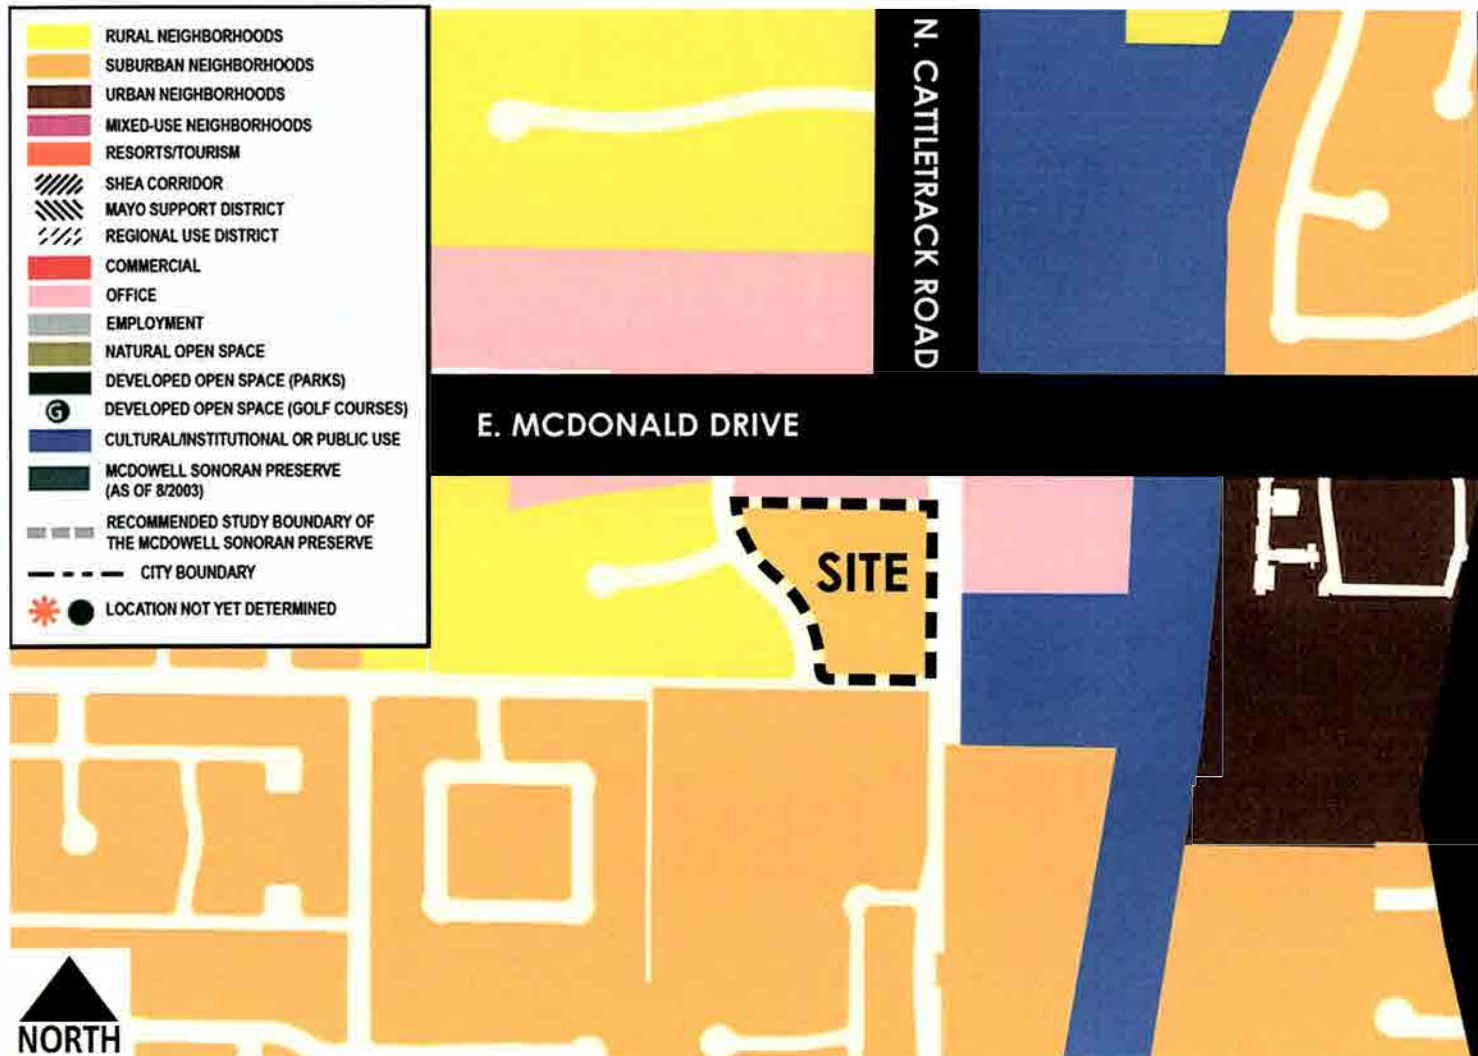 RURAL NEIGHBORHOODS
SUBURBAN NEIGHBORHOODS
URBAN NEIGHBORHOODS
MIXED-USE NEIGHBORHOODS
RESORTS/TOURISM
SHEA CORRIDOR
MAYO SUPPORT DISTRICT
REGIONAL USE DISTRICT
COMMERCIAL
OFFICE
EMPLOYMENT
NATURAL OPEN SPACE
DEVELOPED OPEN SPACE (PARKS)
G DEVELOPED OPEN SPACE (GOLF COURSES)
CULTURAL/INSTITUTIONAL OR PUBLIC USE
MCDOWELL SONORAN PRESERVE
(AS OF 8/2003)
RECOMMENDED STUDY BOUNDARY OF
THE MCDOWELL SONORAN PRESERVE
CITY BOUNDARY
LOCATION NOT YET DETERMINED
N. CATTLETRACK ROAD
E. MCDONALD DRIVE
SITE
NORTH